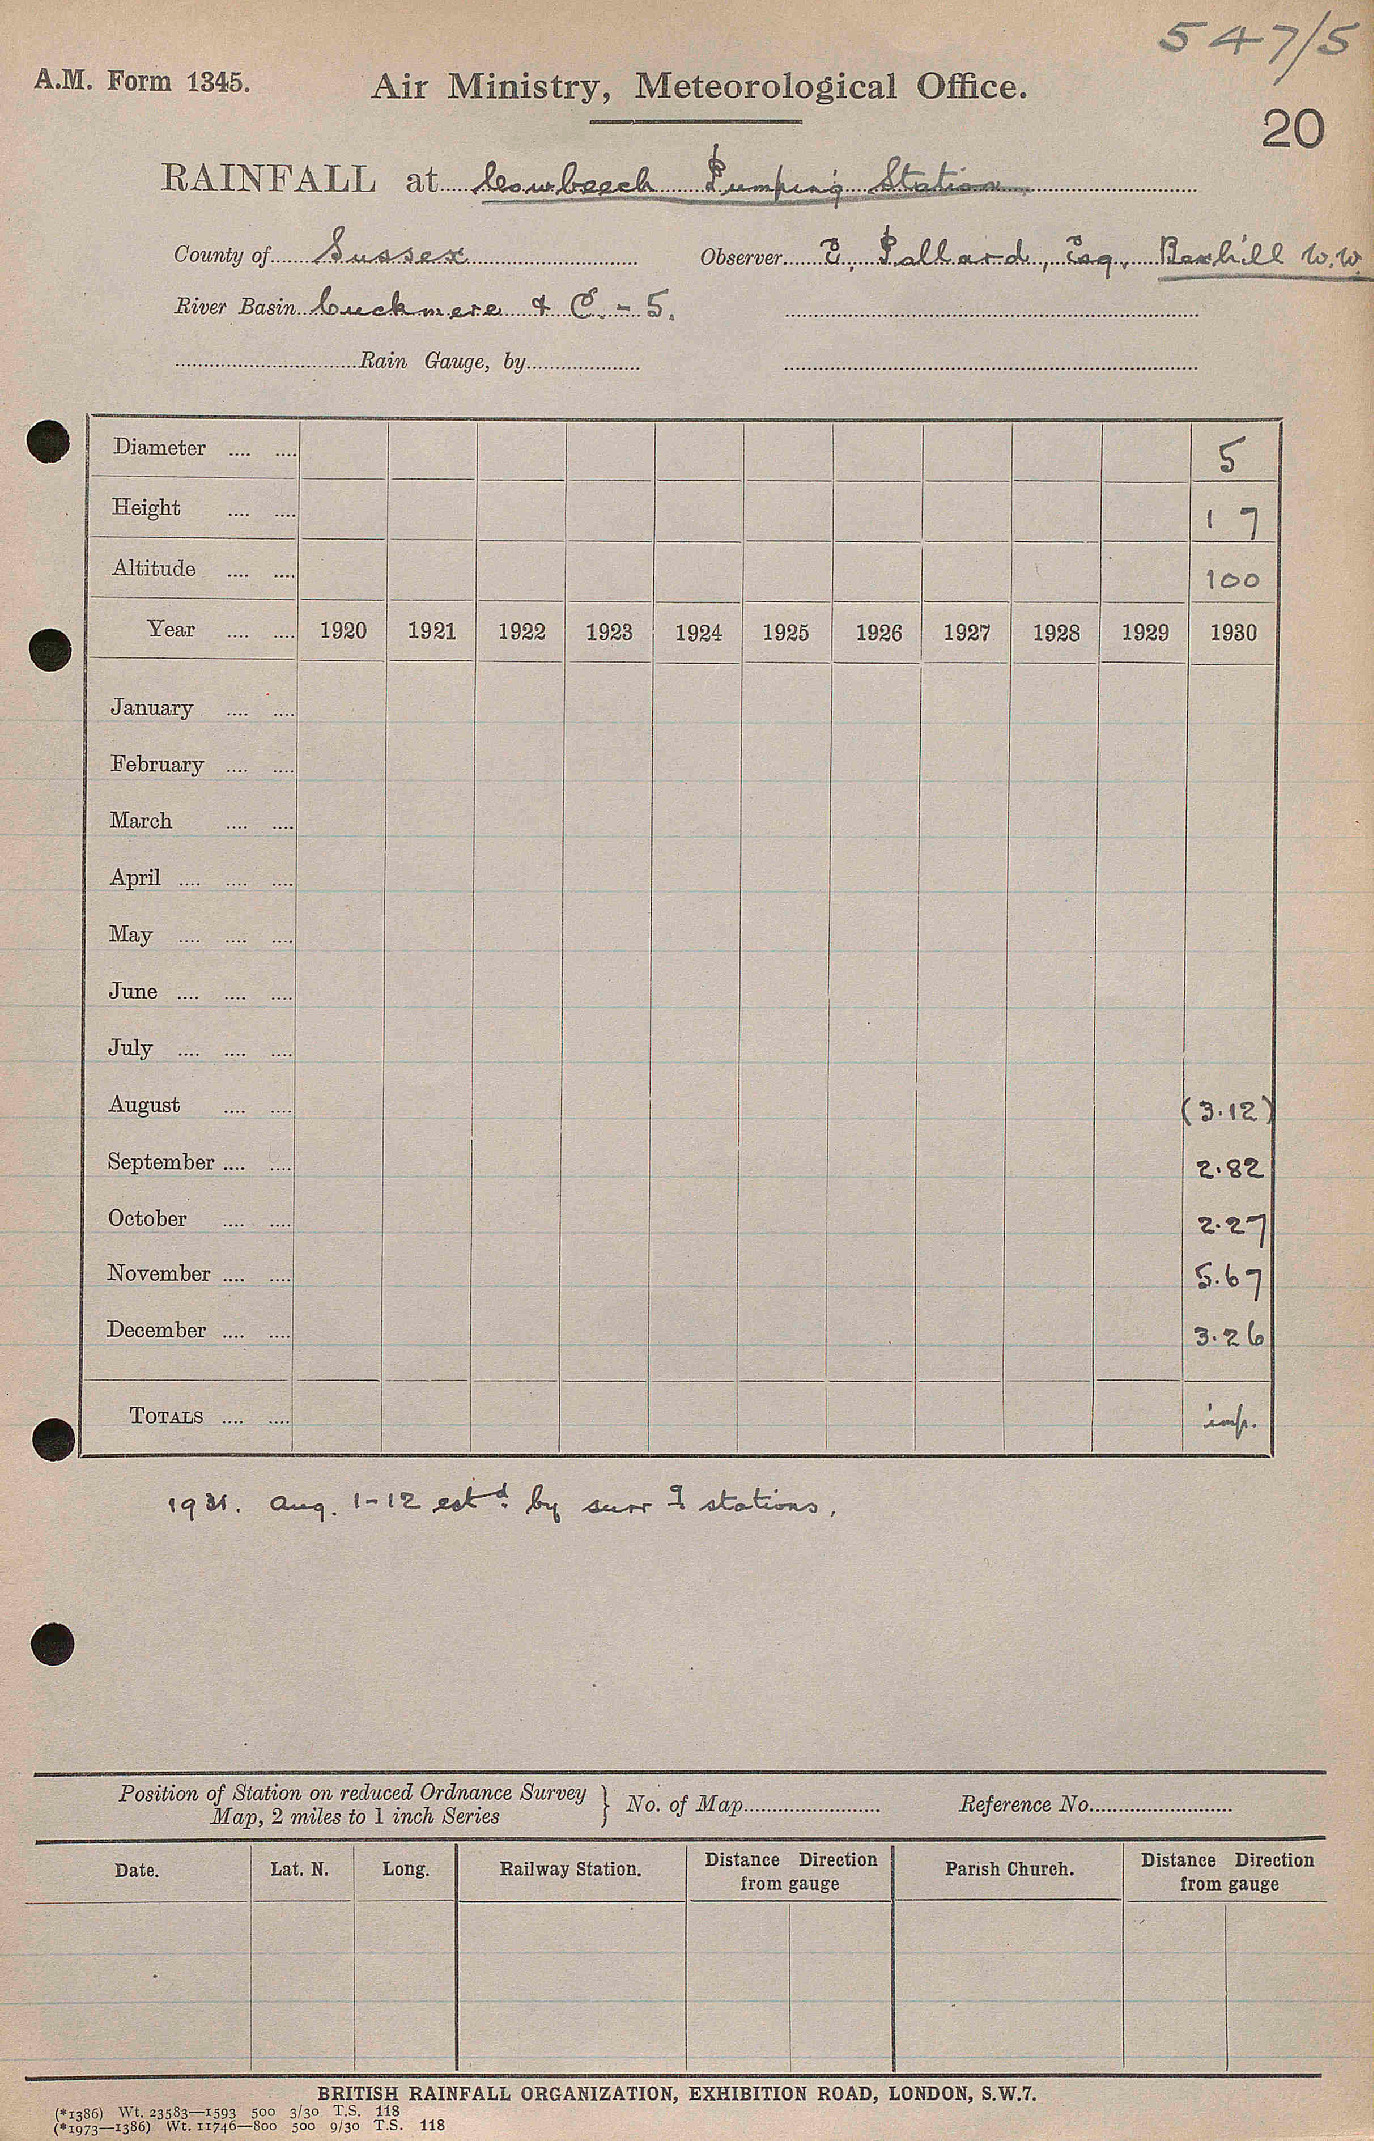 547/5
A.M. Form 1345. Air Ministry, Meteorological Office.
20
RAINFALL at Cowbeech Pumping Station.
County of Sussex Observer E. Pollard, Esq. Bexhill W.W.
River Basin Cuckmere & C. - 5.
Rain Gauge, by
Diameter .... .... 5
Height .... .... 1 7
Altitude .... .... 100
Year .... .... 1920 1921 1922 1923 1924 1925 1926 1927 1928 1929 1930
January .... ....
February .... ....
March .... ....
April .... .... ....
May .... .... ....
June .... .... ....
July .... .... ....
August .... .... (3.12)
September .... .... 2.82
October .... .... 2.27
November .... .... 5.67
December .... .... 3.26
TOTALS .... .... imp.
Aug. 1-12 estd. by surrg stations.
Position of Station on reduced Ordnance Survey
Map, 2 miles to 1 inch Series } No. of Map Reference No.
Date. Lat. N. Long. Railway Station. Distance Direction from gauge Parish Church. Distance Direction from gauge
BRITISH RAINFALL ORGANIZATION, EXHIBITION ROAD, LONDON, S.W.7.
(*1386) Wt. 23583—1593 500 3/30 T.S. 118
(*1973—1386) Wt. 11746—800 500 9/30 T.S. 118